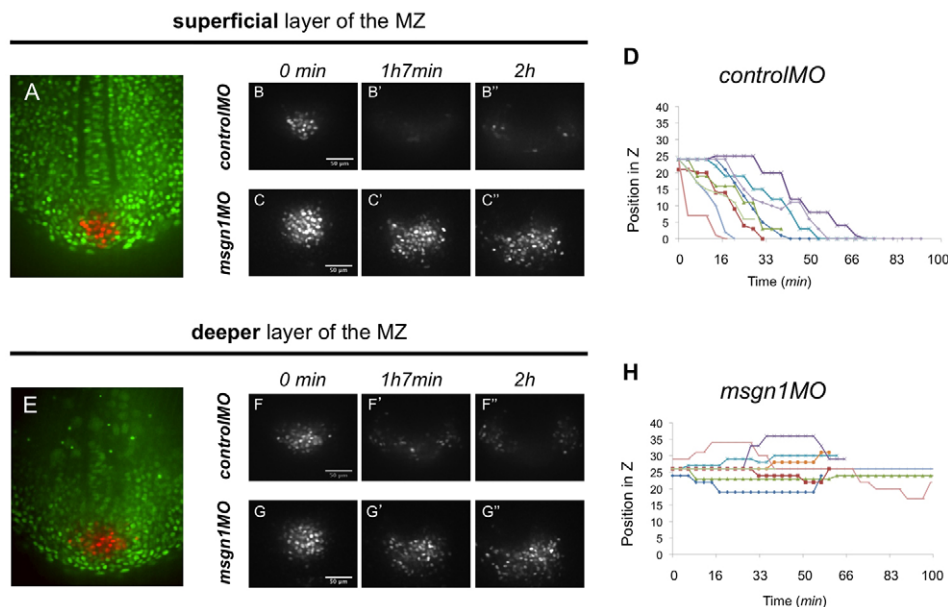 superficial layer of the MZ
A
0 min 1h7min 2h
controlMO
B B' B''
50 µm
msgn1MO
C C' C''
50 µm
D
controlMO
Position in Z
40
35
30
25
20
15
10
5
0
0 16 33 50 66 83 100
Time (min)
deeper layer of the MZ
E
0 min 1h7min 2h
controlMO
F F' F''
50 µm
msgn1MO
G G' G''
50 µm
H
msgn1MO
Position in Z
40
35
30
25
20
15
10
5
0
0 16 33 50 66 83 100
Time (min)